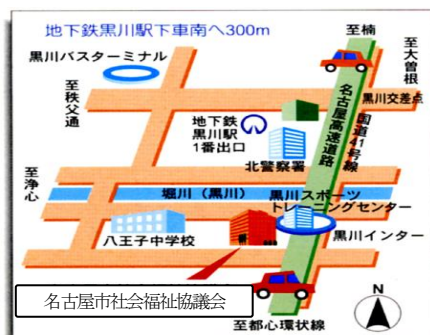 地下鉄黒川駅下車南へ300m
至楠
至大曽根
黒川バスターミナル
至秩父通
黒川交差点
地下鉄
黒川駅
1番出口
名古屋高速道路
国道41号線
北警察署
至浄心
堀川(黒川)
黒川スポーツ
トレーニングセンター
八王子中学校
黒川インター
名古屋市社会福祉協議会
N
至都心環状線